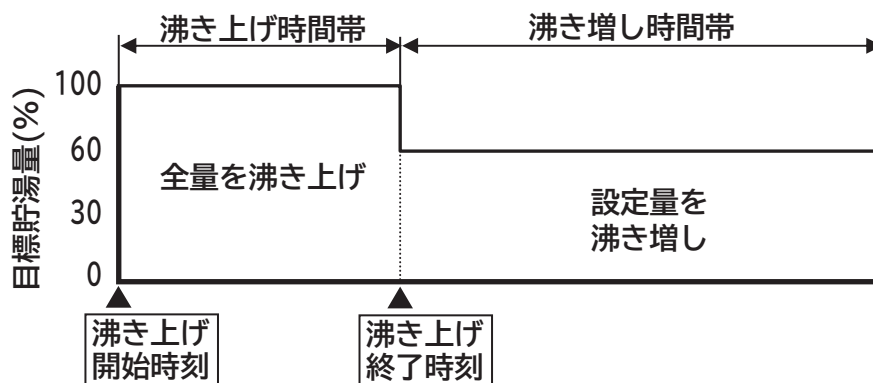 沸き上げ時間帯
沸き増し時間帯
目標貯湯量(%)
100
60
30
0
全量を沸き上げ
設定量を
沸き増し
沸き上げ
開始時刻
沸き上げ
終了時刻